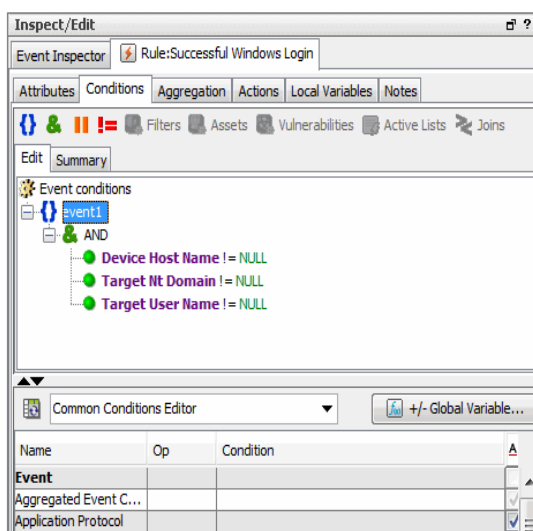 Inspect/Edit
Event Inspector Rule:Successful Windows Login
Attributes Conditions Aggregation Actions Local Variables Notes
{} & || != Filters Assets Vulnerabilities Active Lists Joins
Edit Summary
Event conditions
{} event1
& AND
Device Host Name != NULL
Target Nt Domain != NULL
Target User Name != NULL
Common Conditions Editor +/- Global Variable...
Name Op Condition A
Event
Aggregated Event C...
Application Protocol